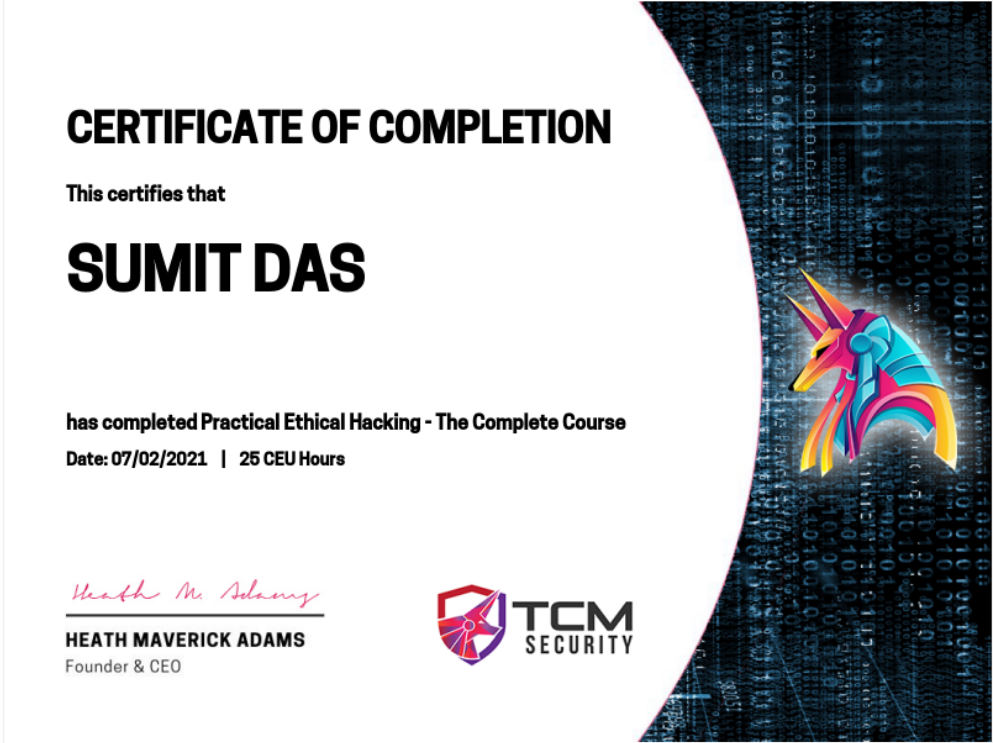 CERTIFICATE OF COMPLETION
This certifies that
SUMIT DAS
has completed Practical Ethical Hacking - The Complete Course
Date: 07/02/2021 | 25 CEU Hours
Heath M. Adams
HEATH MAVERICK ADAMS
Founder & CEO
TCM
SECURITY